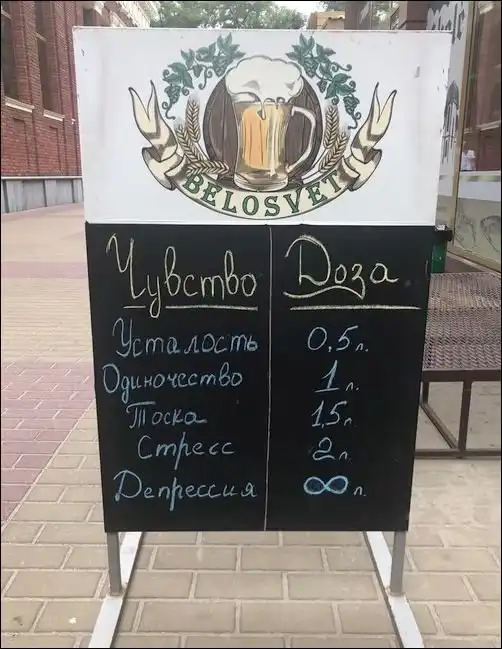 BELOSVET
Чувство Доза
Усталость 0,5 л.
Одиночество 1 л.
Тоска 1,5 л.
Стресс 2 л.
Депрессия ∞ л.